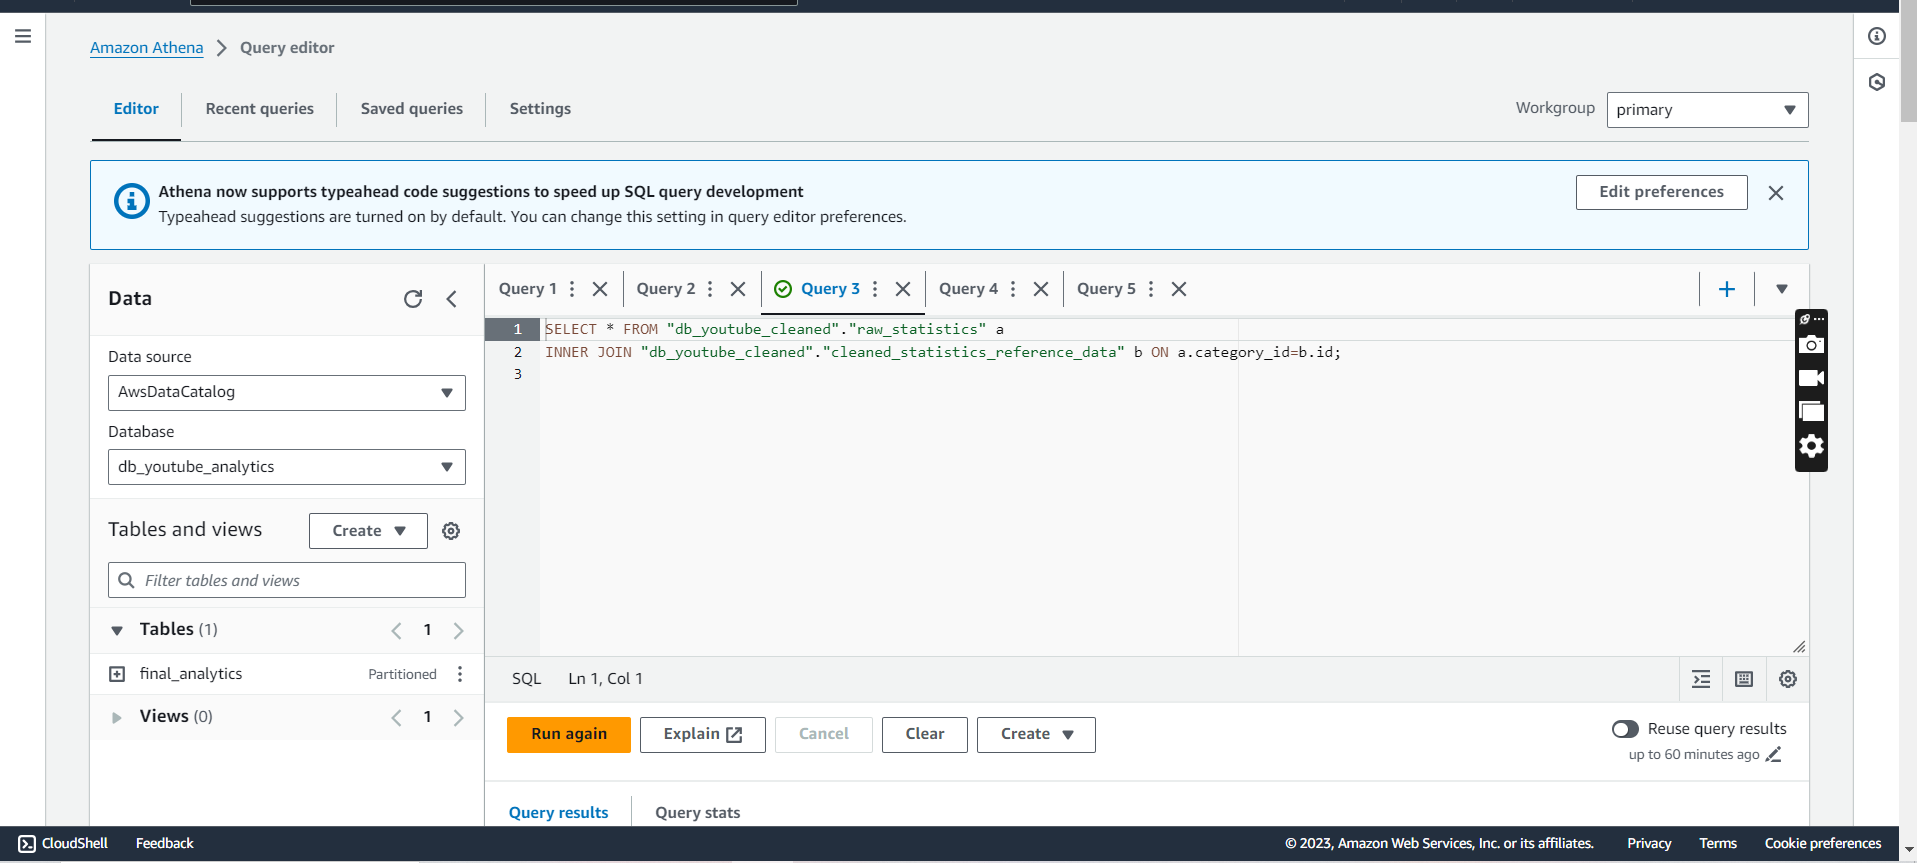 Amazon Athena > Query editor
Editor Recent queries Saved queries Settings
Workgroup primary
Athena now supports typeahead code suggestions to speed up SQL query development
Typeahead suggestions are turned on by default. You can change this setting in query editor preferences.
Edit preferences
Data
Data source
AwsDataCatalog
Database
db_youtube_analytics
Tables and views
Create
Filter tables and views
Tables (1)
1
final_analytics
Partitioned
Views (0)
1
Query 1 Query 2 Query 3 Query 4 Query 5
1 SELECT * FROM "db_youtube_cleaned"."raw_statistics" a
2 INNER JOIN "db_youtube_cleaned"."cleaned_statistics_reference_data" b ON a.category_id=b.id;
3
SQL Ln 1, Col 1
Run again Explain Cancel Clear Create
Reuse query results
up to 60 minutes ago
Query results Query stats
CloudShell Feedback © 2023, Amazon Web Services, Inc. or its affiliates. Privacy Terms Cookie preferences